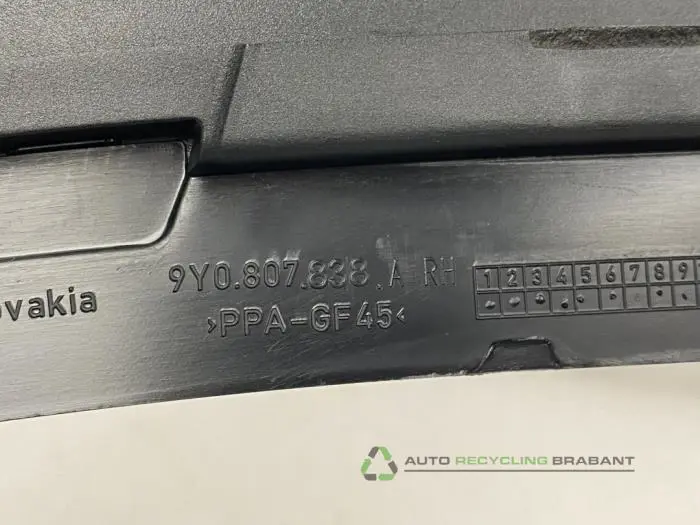 9Y0.807.838.A RH
ovakia
>PPA-GF45<
1 2 3 4 5 6 7 8 9
AUTO RECYCLING BRABANT